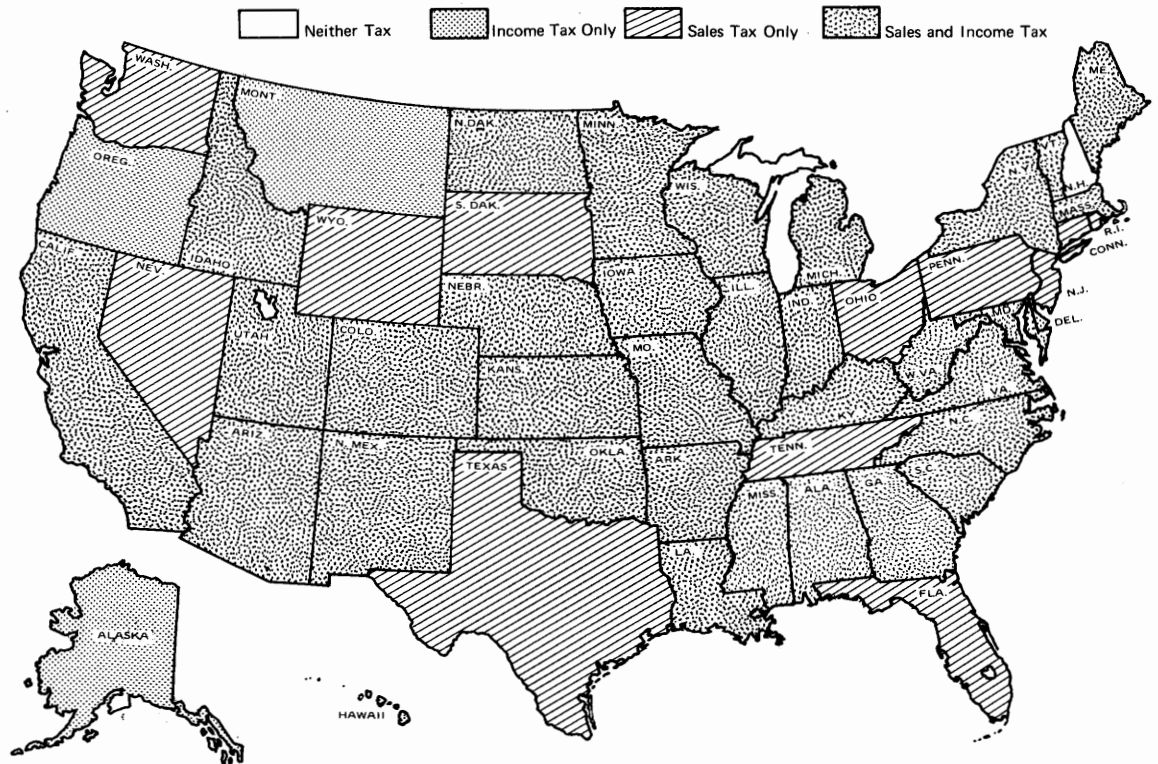 Neither Tax
Income Tax Only
Sales Tax Only
Sales and Income Tax
WASH.
MONT
ME.
N.DAK.
MINN.
OREG.
N.Y.
WIS.
N.H.
S. DAK.
MASS.
WYO.
R.I.
CALIF.
CONN.
IDAHO
NEV.
PENN.
IOWA
MICH.
NEBR.
ILL.
IND.
OHIO
N.J.
MD.
DEL.
UTAH
COLO.
MO.
W.VA.
KANS.
VA.
KY.
N.C.
ARIZ.
N. MEX.
OKLA.
TENN.
ARK.
TEXAS
S.C.
MISS.
ALA.
GA.
LA.
FLA.
ALASKA
HAWAII